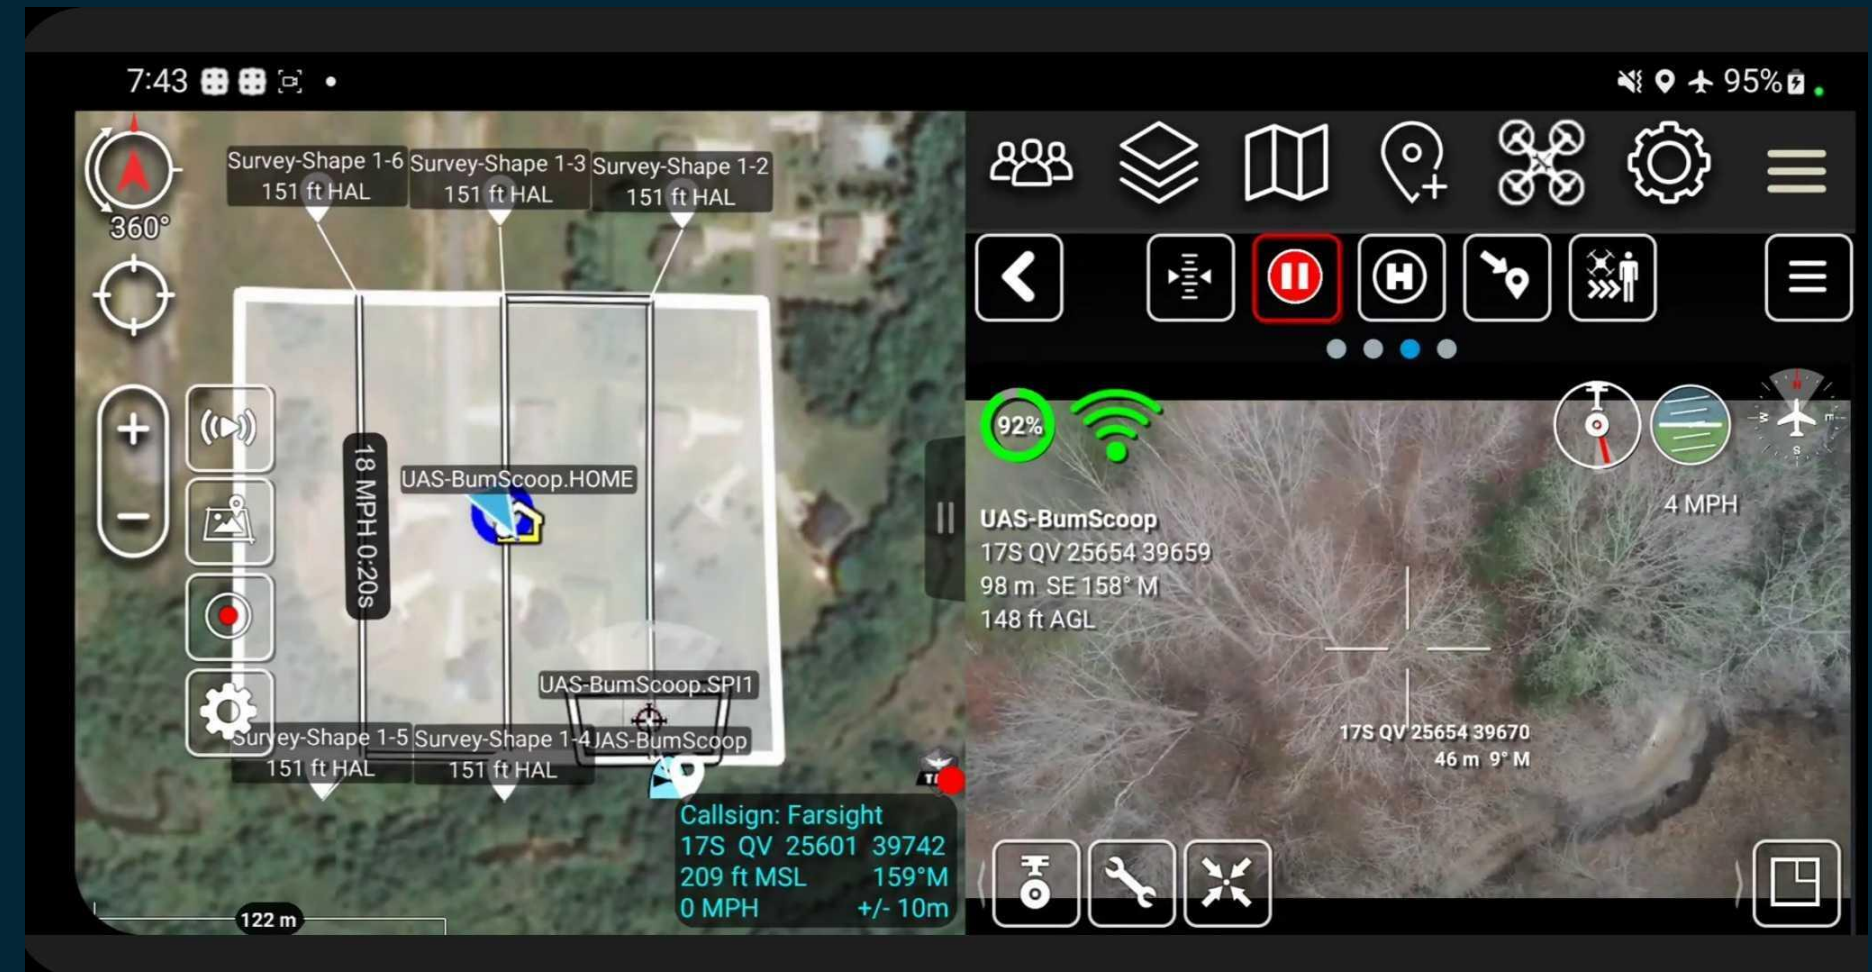 7:43
95%
360°
Survey-Shape 1-6
151 ft HAL
Survey-Shape 1-3
151 ft HAL
Survey-Shape 1-2
151 ft HAL
18 MPH 0:20s
UAS-BumScoop.HOME
UAS-BumScoop.SPI1
Survey-Shape 1-5
151 ft HAL
Survey-Shape 1-4
151 ft HAL
UAS-BumScoop
Callsign: Farsight
17S QV 25601 39742
209 ft MSL 159°M
0 MPH +/- 10m
122 m
H
92%
N
W
E
S
4 MPH
UAS-BumScoop
17S QV 25654 39659
98 m SE 158° M
148 ft AGL
17S QV 25654 39670
46 m 9° M